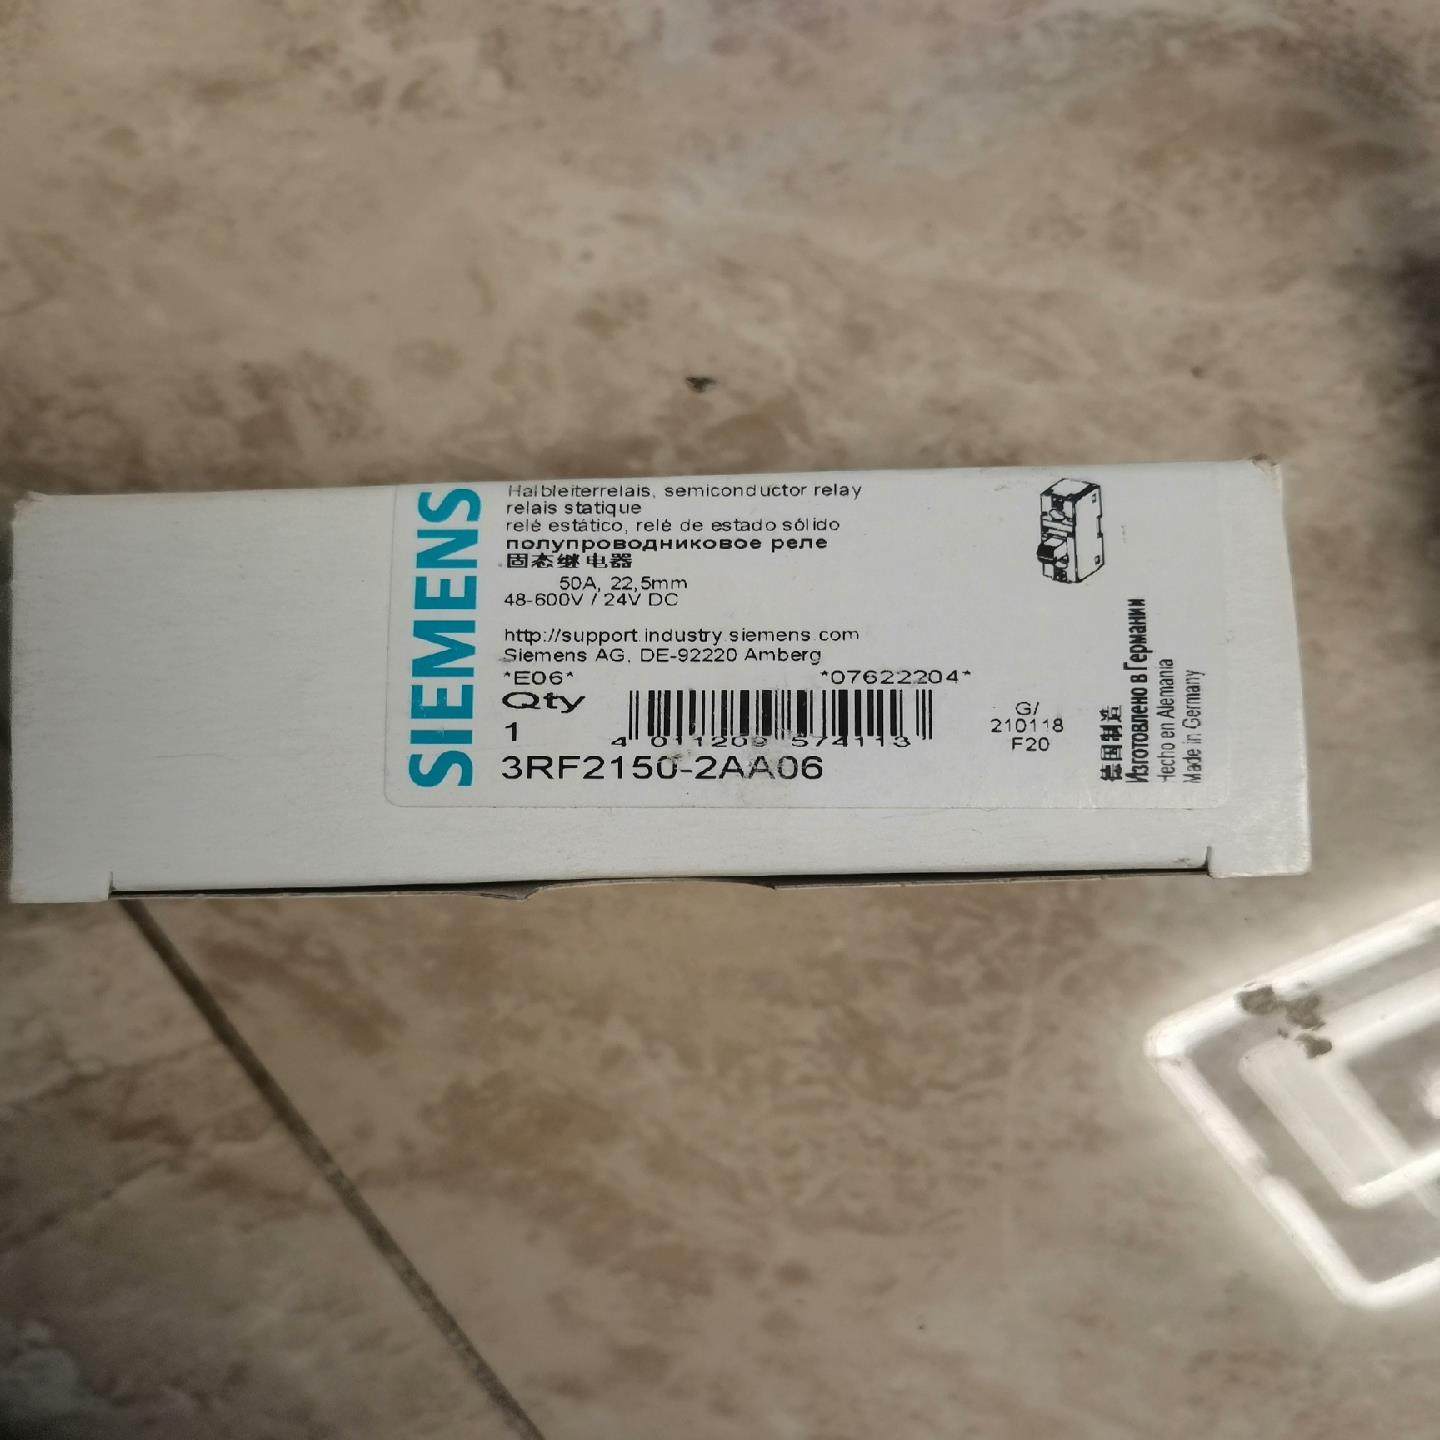 SIEMENS
Halbleiterrelais, semiconductor relay
relais statique
relé estático, relé de estado sólido
полупроводниковое реле
固态继电器
50A, 22,5mm
48-600V / 24V DC
http://support.industry.siemens.com
Siemens AG, DE-92220 Amberg
*E06* *07622204*
Qty
1
4 011209 574113
3RF2150-2AA06
G/
210118
F20
德国制造
Изготовлено в Германии
Hecho en Alemania
Made in Germany